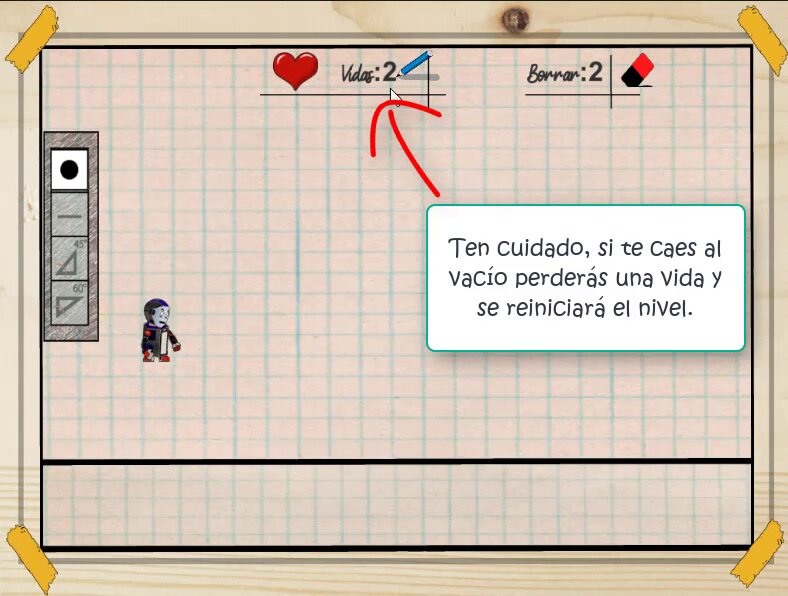 Vidas:2
Borrar:2
45°
60°
Ten cuidado, si te caes al
vacío perderás una vida y
se reiniciará el nivel.